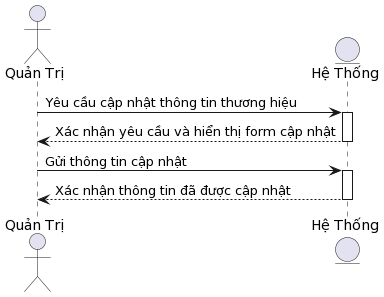 Quản Trị
Hệ Thống
Yêu cầu cập nhật thông tin thương hiệu
Xác nhận yêu cầu và hiển thị form cập nhật
Gửi thông tin cập nhật
Xác nhận thông tin đã được cập nhật
Quản Trị
Hệ Thống